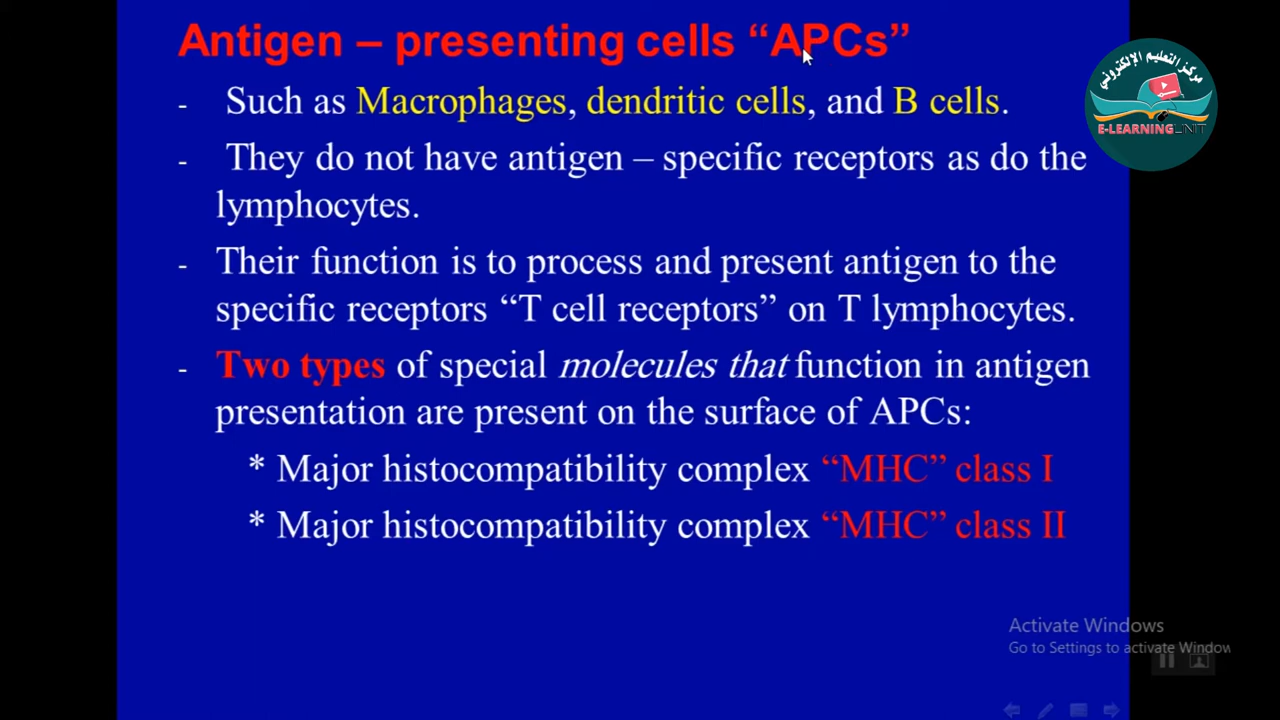 Antigen – presenting cells “APCs”
- Such as Macrophages, dendritic cells, and B cells.
- They do not have antigen – specific receptors as do the
lymphocytes.
- Their function is to process and present antigen to the
specific receptors “T cell receptors” on T lymphocytes.
- Two types of special molecules that function in antigen
presentation are present on the surface of APCs:
* Major histocompatibility complex “MHC” class I
* Major histocompatibility complex “MHC” class II
مركز التعليم الإلكتروني
E-LEARNING UNIT
Activate Windows
Go to Settings to activate Window